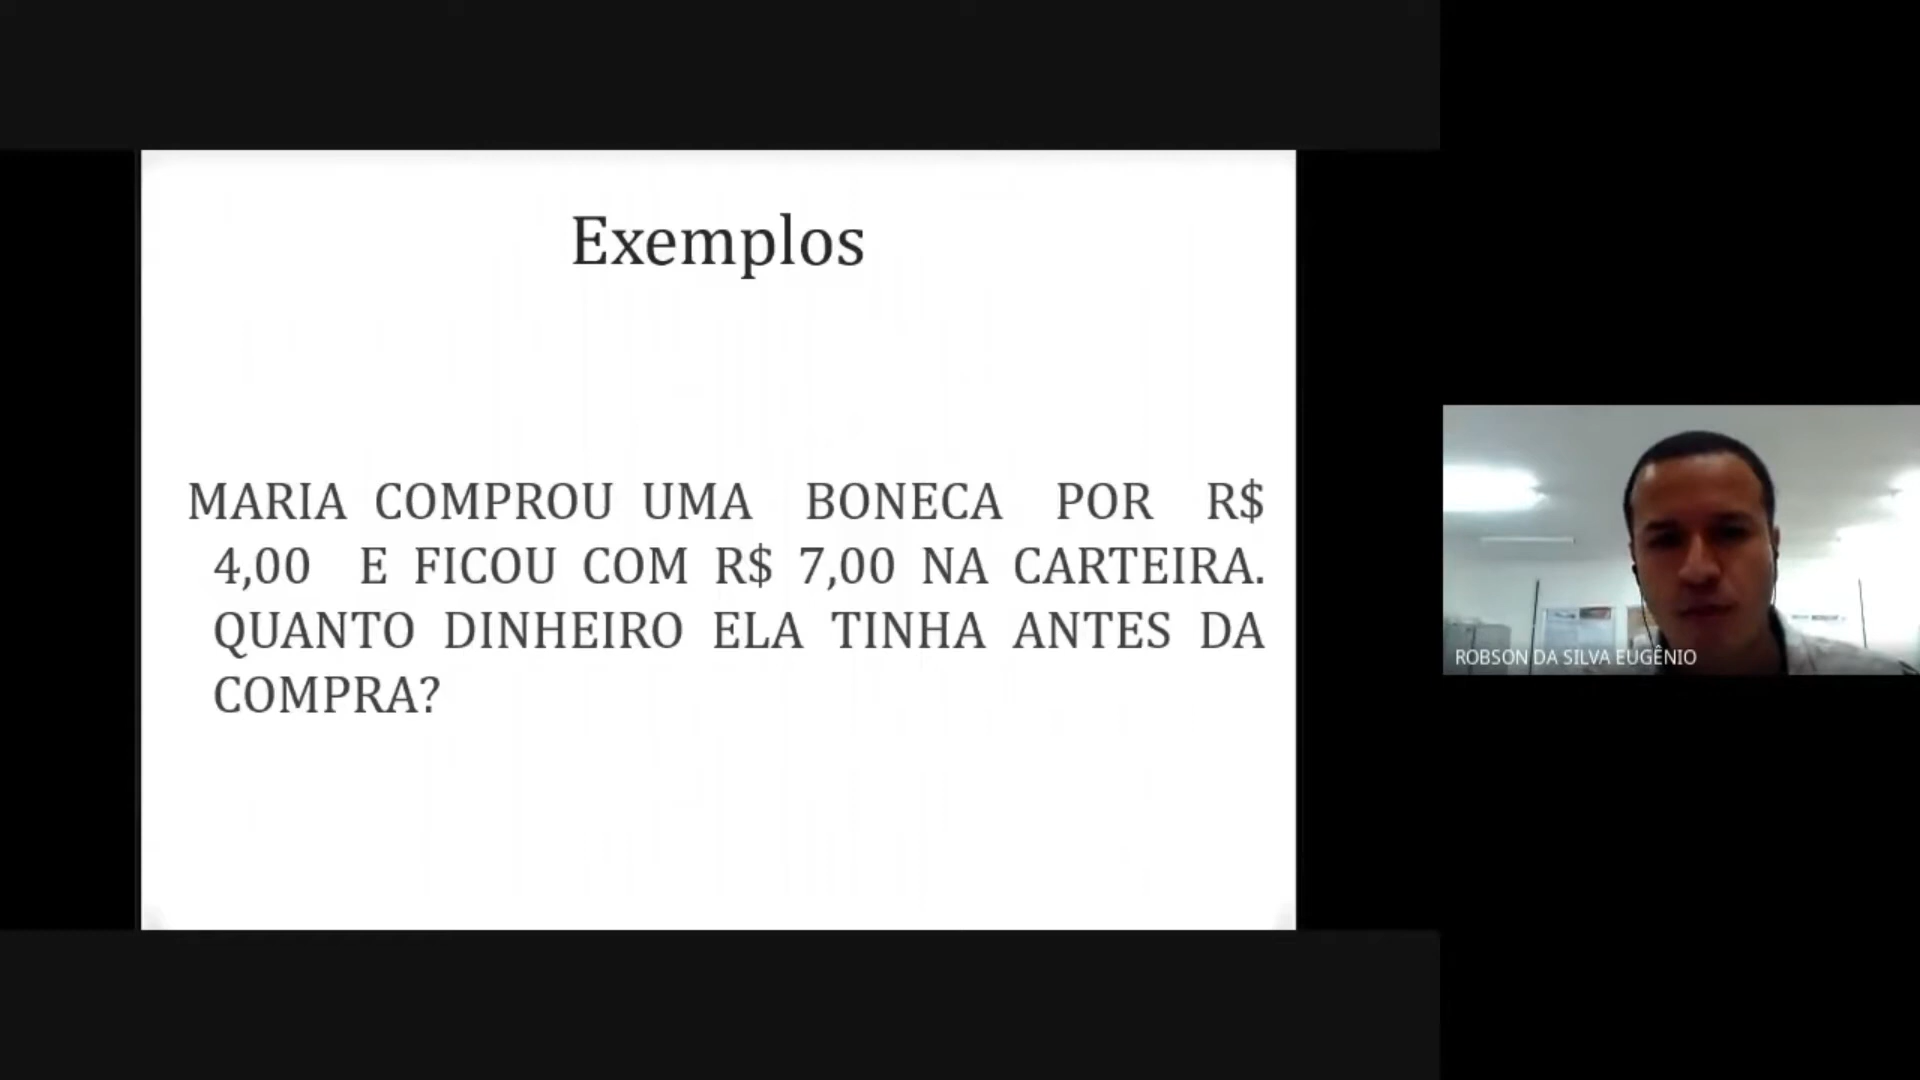 Exemplos
MARIA COMPROU UMA BONECA POR R$
4,00 E FICOU COM R$ 7,00 NA CARTEIRA.
QUANTO DINHEIRO ELA TINHA ANTES DA
COMPRA?
ROBSON DA SILVA EUGÊNIO